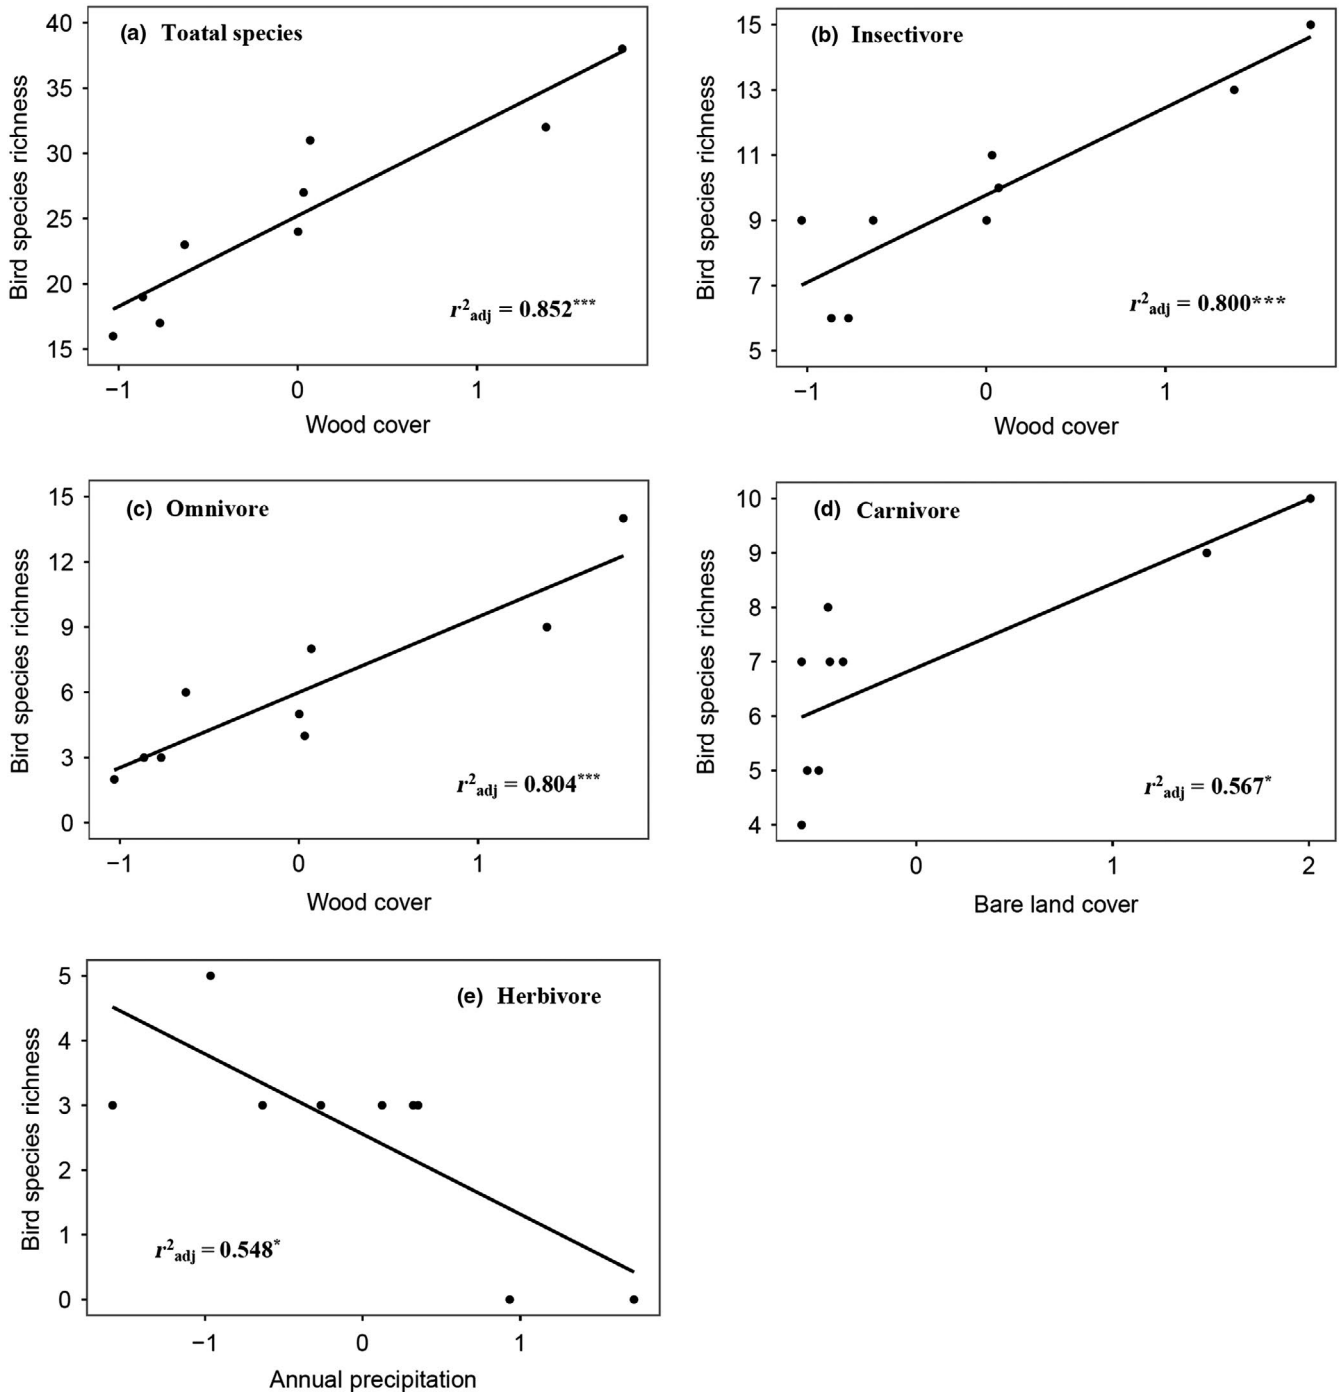 (a) Toatal species
Bird species richness
40
35
30
25
20
15
r²adj = 0.852***
−1 0 1
Wood cover
(b) Insectivore
Bird species richness
15
13
11
9
7
5
r²adj = 0.800***
−1 0 1
Wood cover
(c) Omnivore
Bird species richness
15
12
9
6
3
0
r²adj = 0.804***
−1 0 1
Wood cover
(d) Carnivore
Bird species richness
10
9
8
7
6
5
4
r²adj = 0.567*
0 1 2
Bare land cover
(e) Herbivore
Bird species richness
5
4
3
2
1
0
r²adj = 0.548*
−1 0 1
Annual precipitation